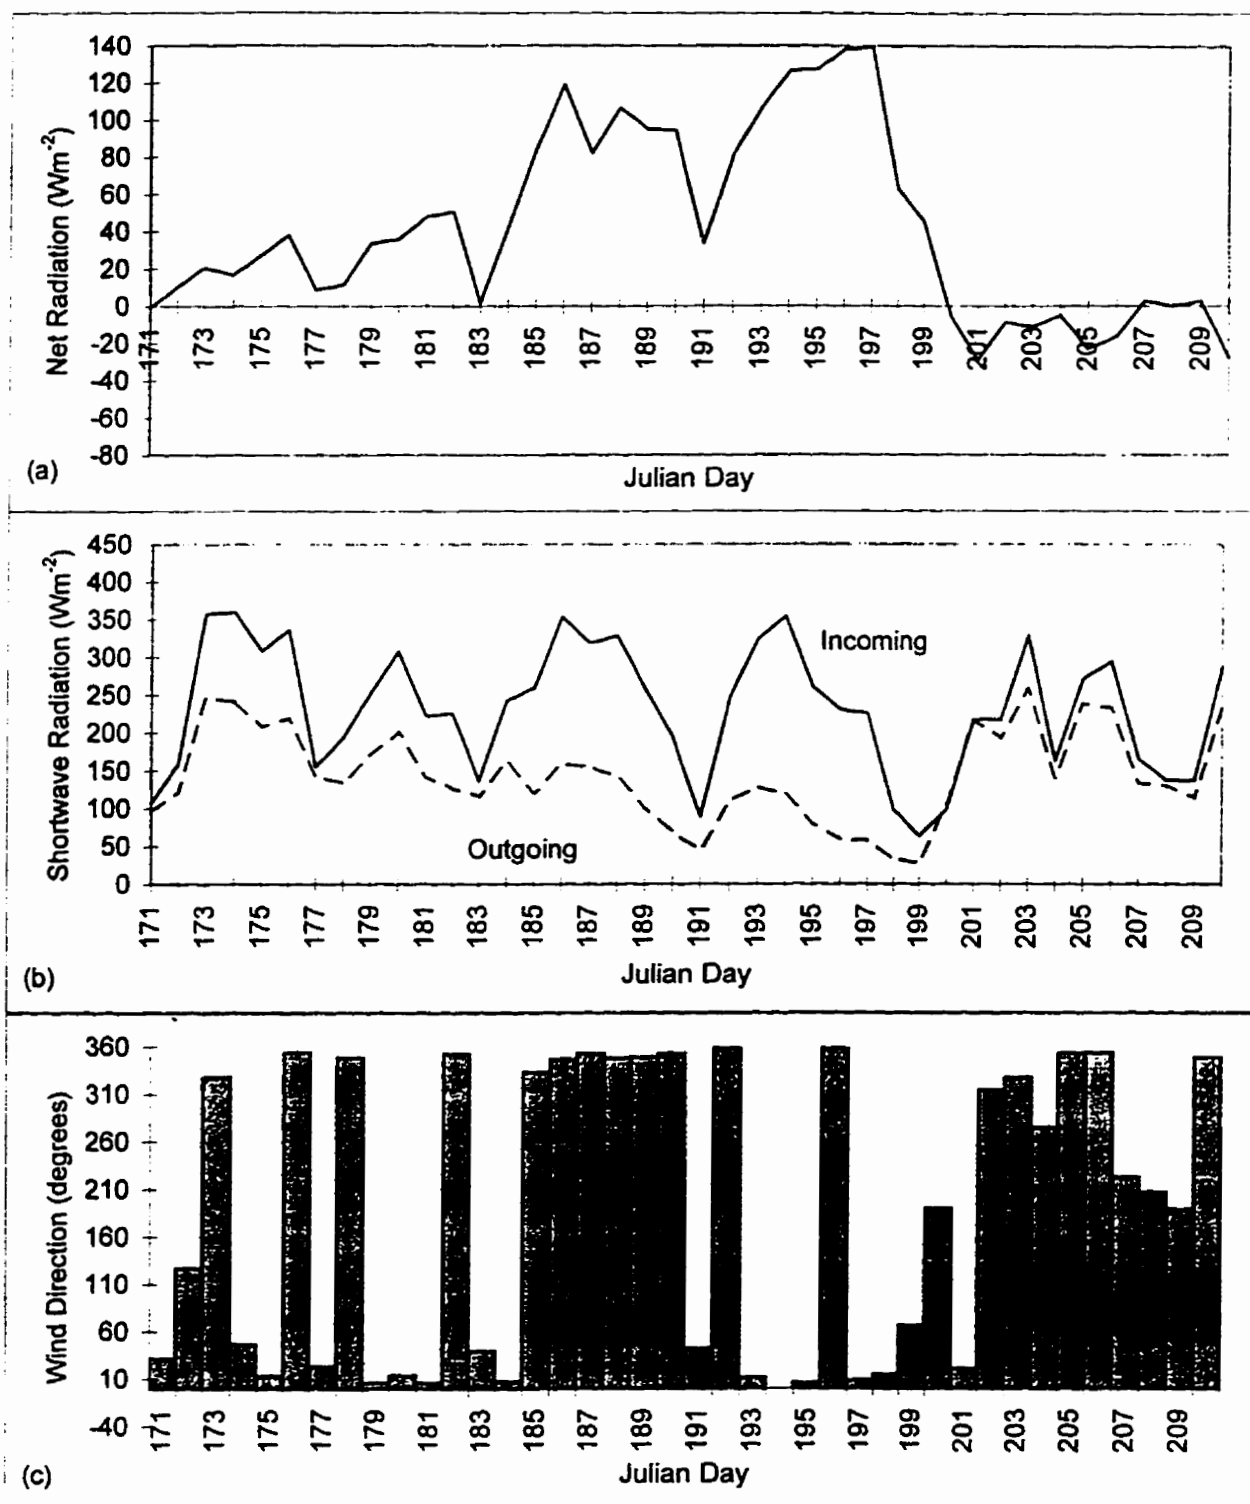 140
120
100
80
60
40
20
0
-20
-40
-60
-80
Net Radiation (Wm-2)
171 173 175 177 179 181 183 185 187 189 191 193 195 197 199 201 203 205 207 209
Julian Day
(a)
450
400
350
300
250
200
150
100
50
0
Shortwave Radiation (Wm-2)
Incoming
Outgoing
171 173 175 177 179 181 183 185 187 189 191 193 195 197 199 201 203 205 207 209
Julian Day
(b)
360
310
260
210
160
110
60
10
-40
Wind Direction (degrees)
171 173 175 177 179 181 183 185 187 189 191 193 195 197 199 201 203 205 207 209
Julian Day
(c)